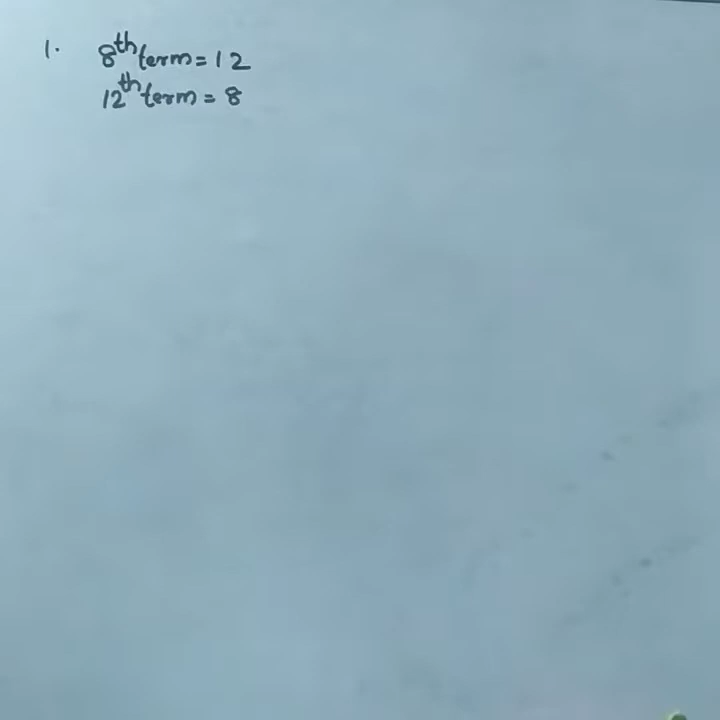 1. 8th term = 12
12th term = 8